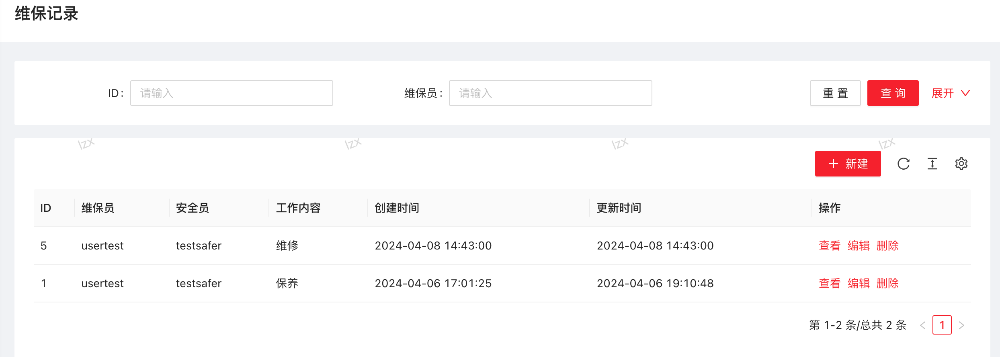 维保记录
ID : 请输入 维保员 : 请输入 重 置 查 询 展开
lzx lzx lzx lzx
新建
ID 维保员 安全员 工作内容 创建时间 更新时间 操作
5 usertest testsafer 维修 2024-04-08 14:43:00 2024-04-08 14:43:00 查看 编辑 删除
1 usertest testsafer 保养 2024-04-06 17:01:25 2024-04-06 19:10:48 查看 编辑 删除
第 1-2 条/总共 2 条 < 1 >